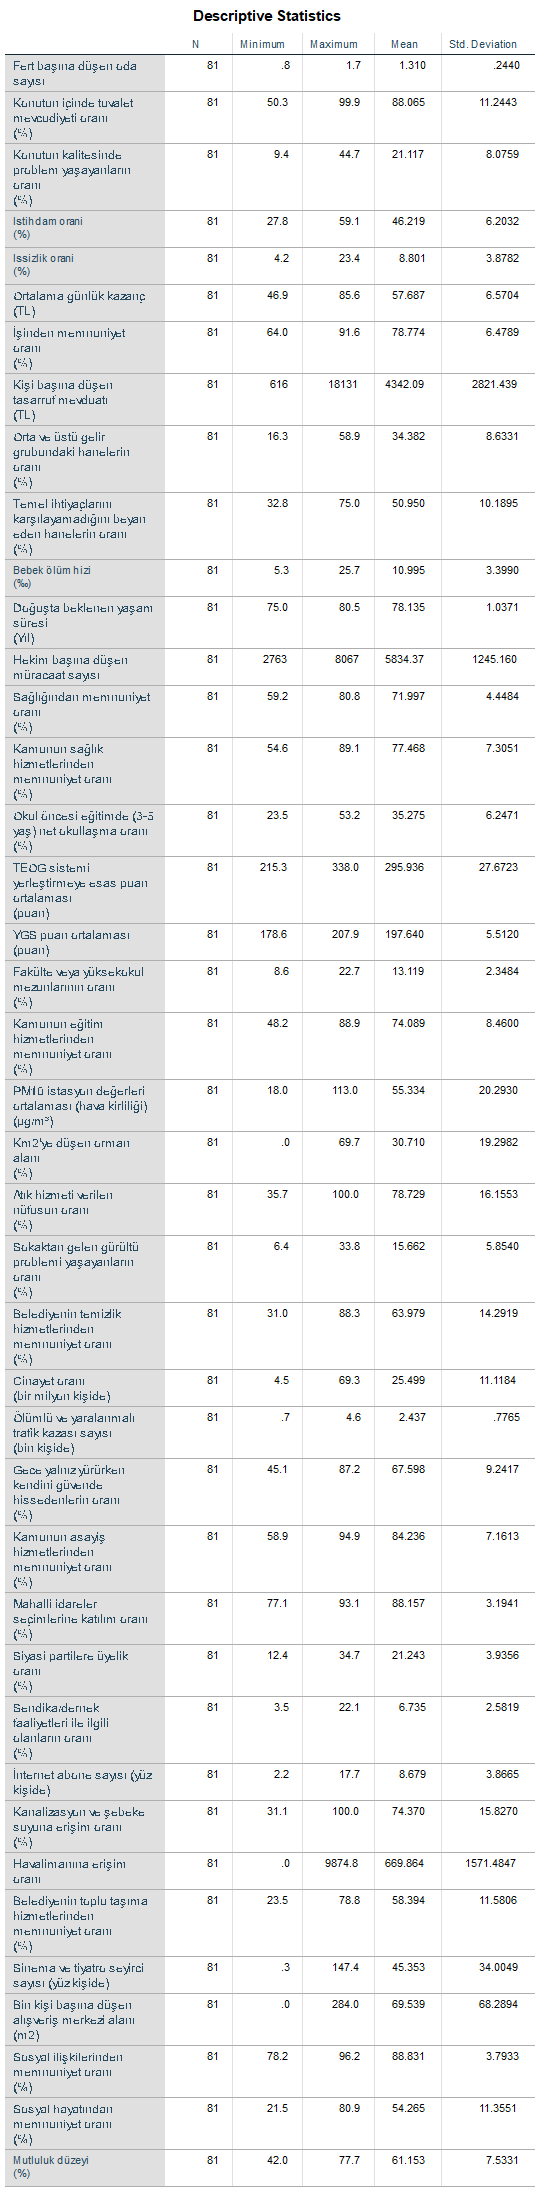 Descriptive Statistics
N Minimum Maximum Mean Std. Deviation
Fert başına düşen oda 81 .8 1.7 1.310 .2440
sayısı
Konutun içinde tuvalet 81 50.3 99.9 88.065 11.2443
mevcudiyeti oranı
(%)
Konutun kalitesinde 81 9.4 44.7 21.117 8.0759
problem yaşayanların
oranı
(%)
Istihdam orani 81 27.8 59.1 46.219 6.2032
(%)
Issizlik orani 81 4.2 23.4 8.801 3.8782
(%)
Ortalama günlük kazanç 81 46.9 85.6 57.687 6.5704
(TL)
İşinden memnuniyet 81 64.0 91.6 78.774 6.4789
oranı
(%)
Kişi başına düşen 81 616 18131 4342.09 2821.439
tasarruf mevduatı
(TL)
Orta ve üstü gelir 81 16.3 58.9 34.382 8.6331
grubundaki hanelerin
oranı
(%)
Temel ihtiyaçlarını 81 32.8 75.0 50.950 10.1895
karşılayamadığını beyan
eden hanelerin oranı
(%)
Bebek ölüm hizi 81 5.3 25.7 10.995 3.3990
(‰)
Doğuşta beklenen yaşam 81 75.0 80.5 78.135 1.0371
süresi
(Yıl)
Hekim başına düşen 81 2763 8067 5834.37 1245.160
müracaat sayısı
Sağlığından memnuniyet 81 59.2 80.8 71.997 4.4484
oranı
(%)
Kamunun sağlık 81 54.6 89.1 77.468 7.3051
hizmetlerinden
memnuniyet oranı
(%)
Okul öncesi eğitimde (3-5 81 23.5 53.2 35.275 6.2471
yaş) net okullaşma oranı
(%)
TEOG sistemi 81 215.3 338.0 295.936 27.6723
yerleştirmeye esas puan
ortalaması
(puan)
YGS puan ortalaması 81 178.6 207.9 197.640 5.5120
(puan)
Fakülte veya yüksekokul 81 8.6 22.7 13.119 2.3484
mezunlarının oranı
(%)
Kamunun eğitim 81 48.2 88.9 74.089 8.4600
hizmetlerinden
memnuniyet oranı
(%)
PM10 istasyon değerleri 81 18.0 113.0 55.334 20.2930
ortalaması (hava kirliliği)
(µg/m³)
Km2'ye düşen orman 81 .0 69.7 30.710 19.2982
alanı
(%)
Atık hizmeti verilen 81 35.7 100.0 78.729 16.1553
nüfusun oranı
(%)
Sokaktan gelen gürültü 81 6.4 33.8 15.662 5.8540
problemi yaşayanların
oranı
(%)
Belediyenin temizlik 81 31.0 88.3 63.979 14.2919
hizmetlerinden
memnuniyet oranı
(%)
Cinayet oranı 81 4.5 69.3 25.499 11.1184
(bir milyon kişide)
Ölümlü ve yaralanmalı 81 .7 4.6 2.437 .7765
trafik kazası sayısı
(bin kişide)
Gece yalnız yürürken 81 45.1 87.2 67.598 9.2417
kendini güvende
hissedenlerin oranı
(%)
Kamunun asayiş 81 58.9 94.9 84.236 7.1613
hizmetlerinden
memnuniyet oranı
(%)
Mahalli idareler 81 77.1 93.1 88.157 3.1941
seçimlerine katılım oranı
(%)
Siyasi partilere üyelik 81 12.4 34.7 21.243 3.9356
oranı
(%)
Sendika/dernek 81 3.5 22.1 6.735 2.5819
faaliyetleri ile ilgili
olanların oranı
(%)
İnternet abone sayısı (yüz 81 2.2 17.7 8.679 3.8665
kişide)
Kanalizasyon ve şebeke 81 31.1 100.0 74.370 15.8270
suyuna erişim oranı
(%)
Havalimanına erişim 81 .0 9874.8 669.864 1571.4847
oranı
Belediyenin toplu taşıma 81 23.5 78.8 58.394 11.5806
hizmetlerinden
memnuniyet oranı
(%)
Sinema ve tiyatro seyirci 81 .3 147.4 45.353 34.0049
sayısı (yüz kişide)
Bin kişi başına düşen 81 .0 284.0 69.539 68.2894
alışveriş merkezi alanı
(m2)
Sosyal ilişkilerinden 81 78.2 96.2 88.831 3.7933
memnuniyet oranı
(%)
Sosyal hayatından 81 21.5 80.9 54.265 11.3551
memnuniyet oranı
(%)
Mutluluk düzeyi 81 42.0 77.7 61.153 7.5331
(%)